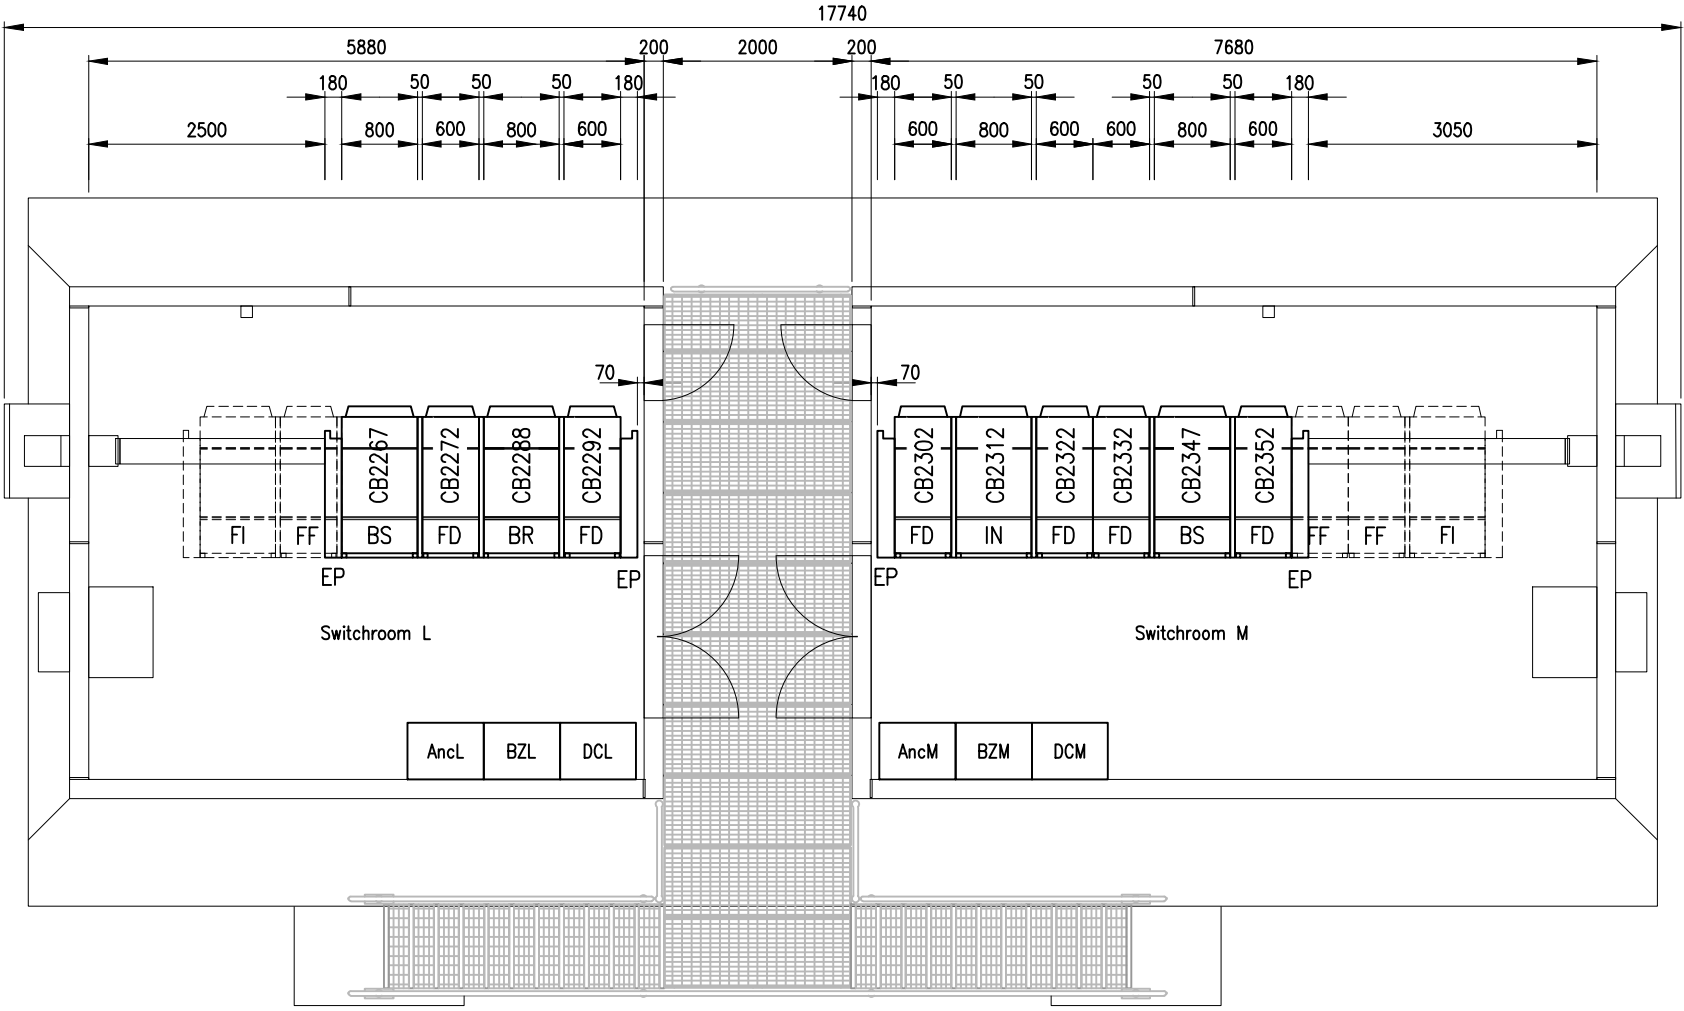 17740
5880 200 2000 200 7680
180 50 50 50 180 180 50 50 50 50 180
2500 800 600 800 600 600 800 600 600 800 600 3050
70 70
CB2267 CB2272 CB2288 CB2292 CB2302 CB2312 CB2322 CB2332 CB2347 CB2352
FI FF BS FD BR FD FD IN FD FD BS FD FF FF FI
EP EP EP EP
Switchroom L Switchroom M
AncL BZL DCL AncM BZM DCM